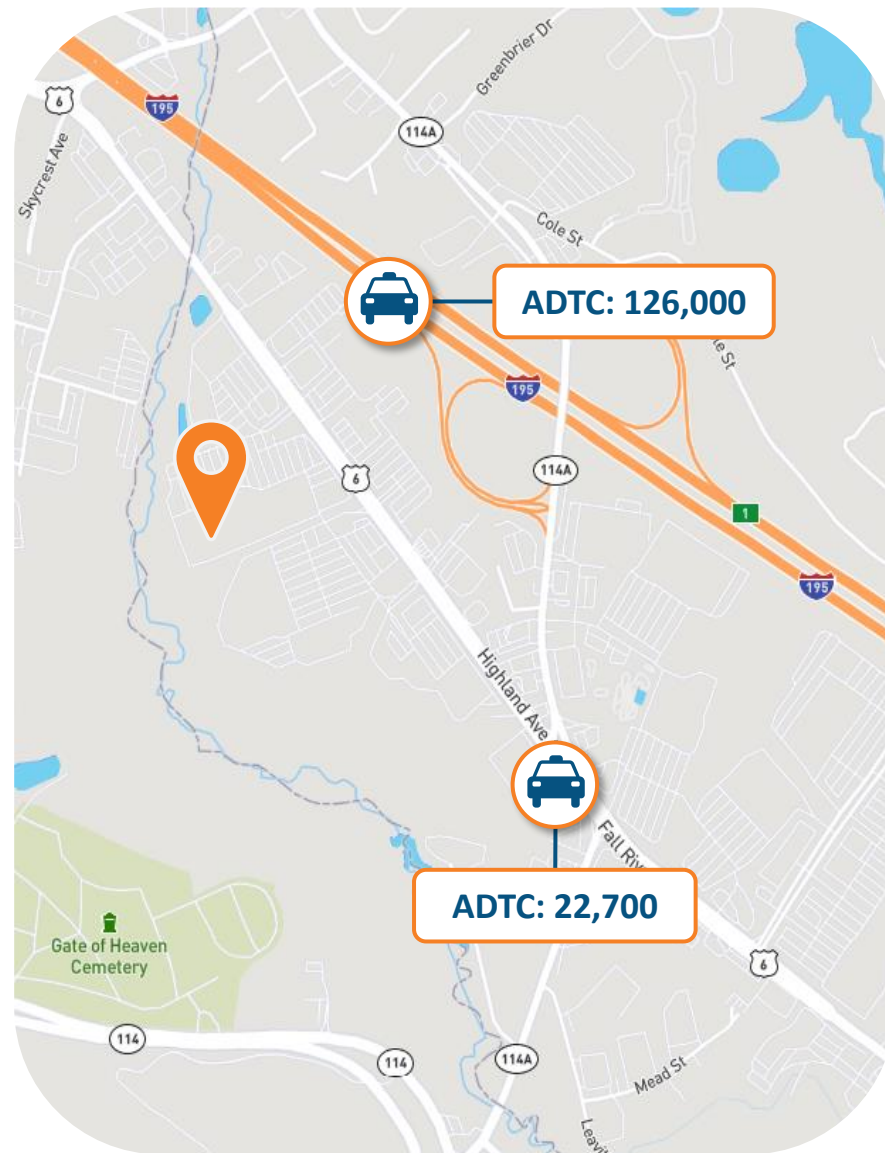 Greenbrier Dr
6
195
114A
Skycrest Ave
Cole St
ADTC: 126,000
le St
195
114A
6
1
195
Highland Ave
Fall Riv
ADTC: 22,700
Gate of Heaven
Cemetery
6
114
114
114A
Mead St
Leavi